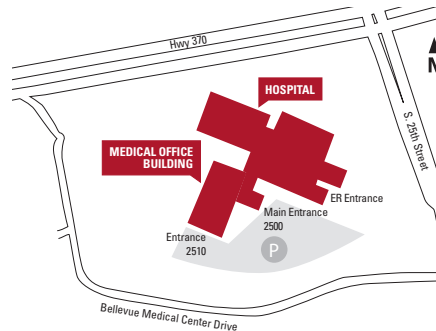 Hwy 370
N
HOSPITAL
S. 25th Street
MEDICAL OFFICE
BUILDING
ER Entrance
Main Entrance
2500
Entrance
2510
P
Bellevue Medical Center Drive